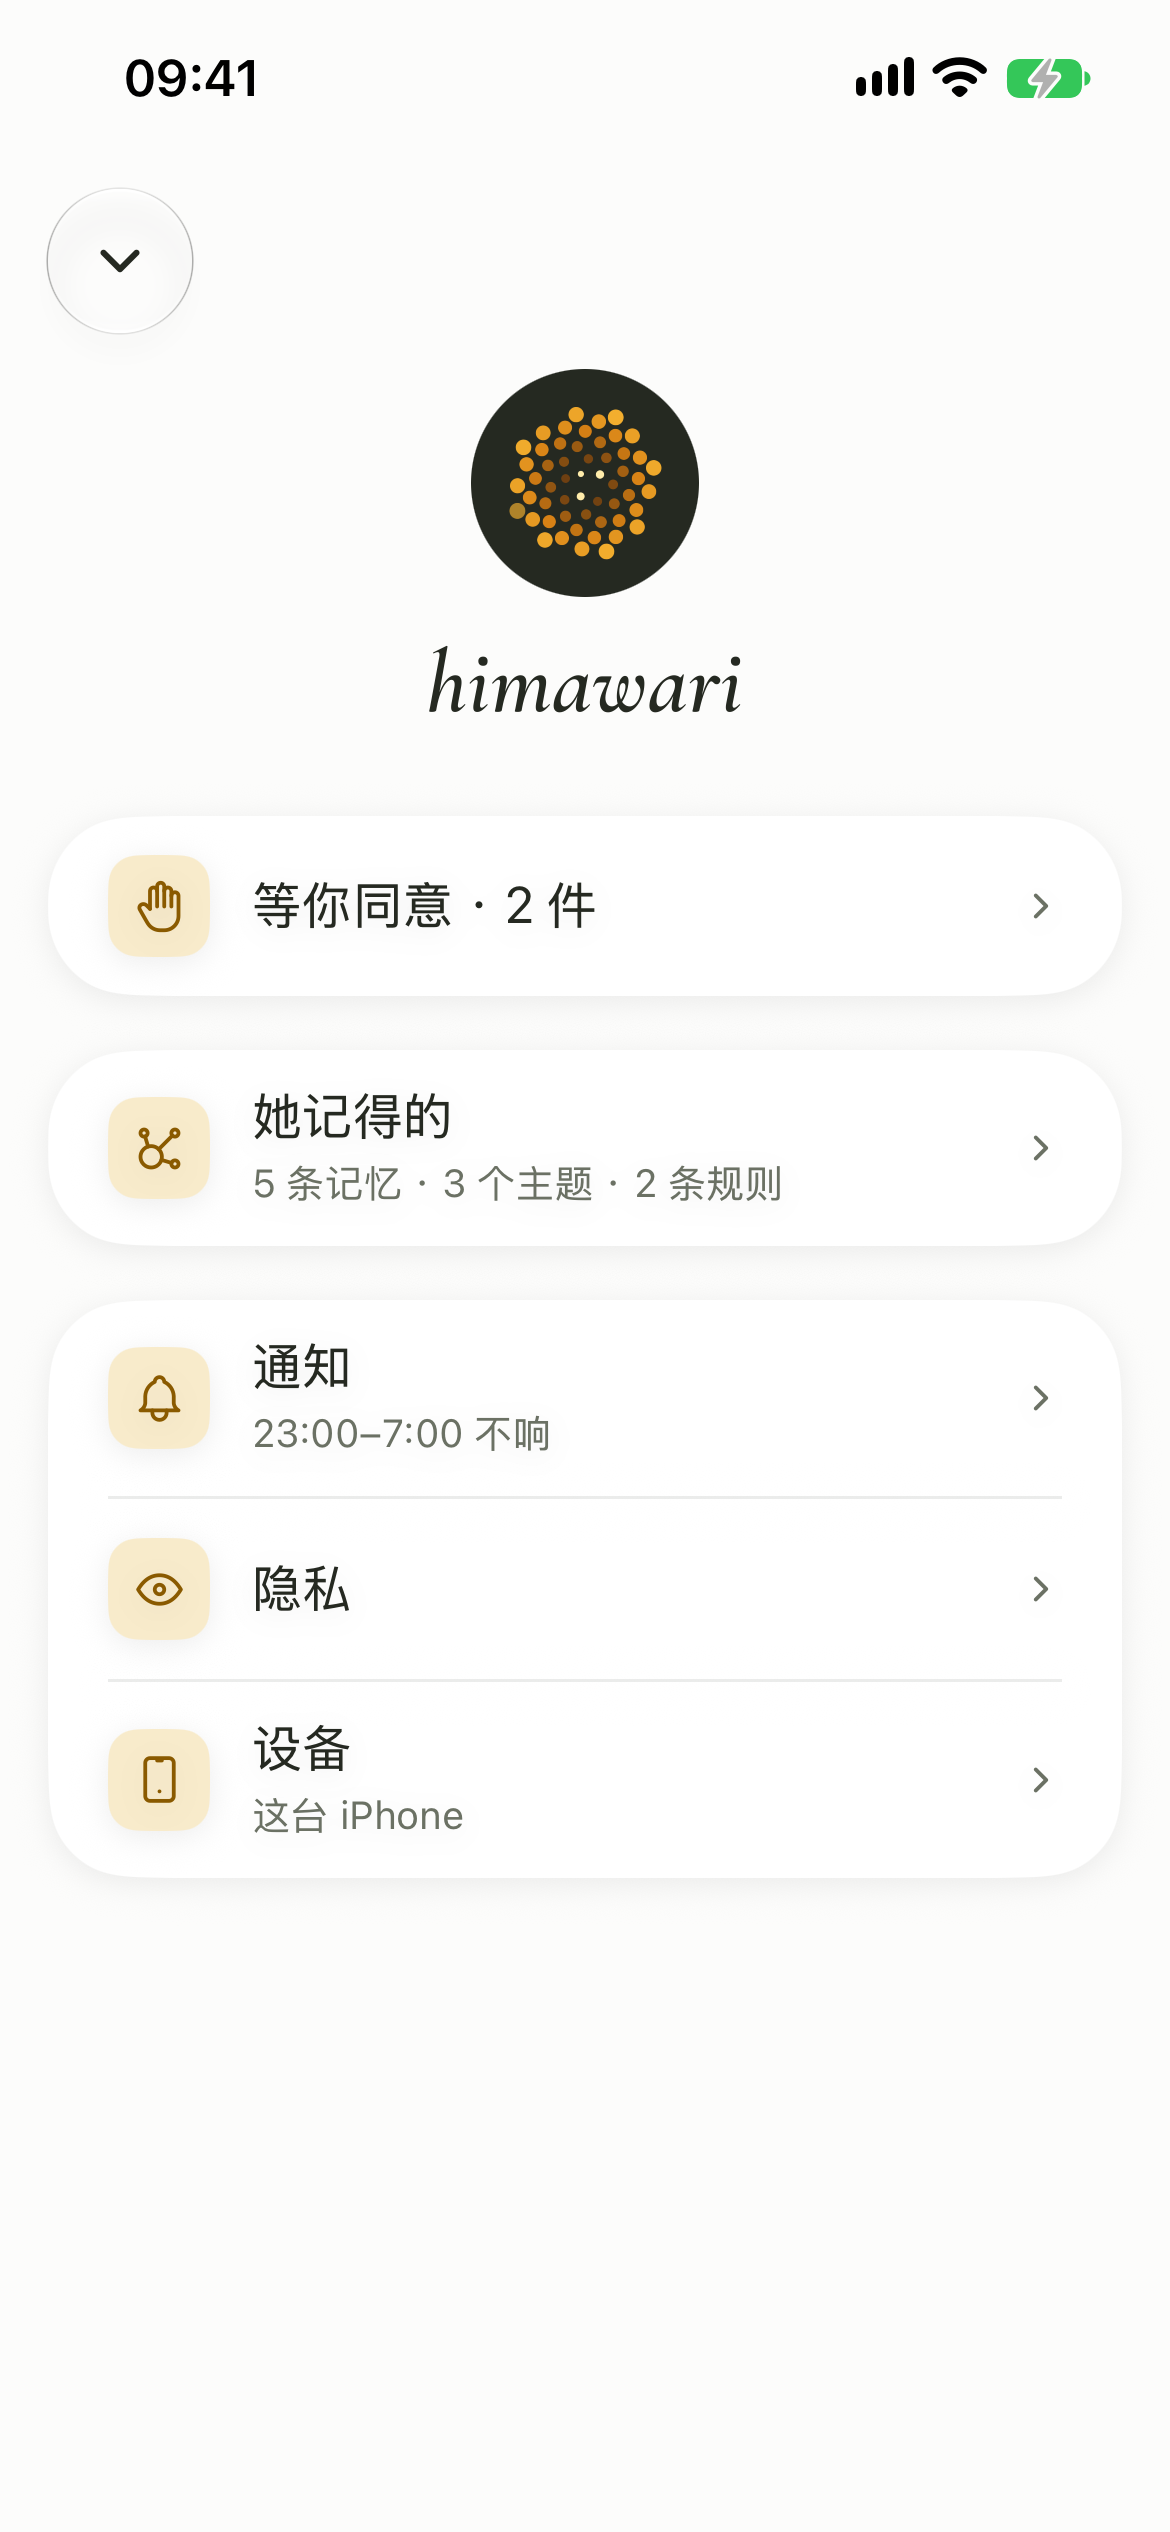 09:41
himawari
等你同意 · 2 件
她记得的
5 条记忆 · 3 个主题 · 2 条规则
通知
23:00–7:00 不响
隐私
设备
这台 iPhone